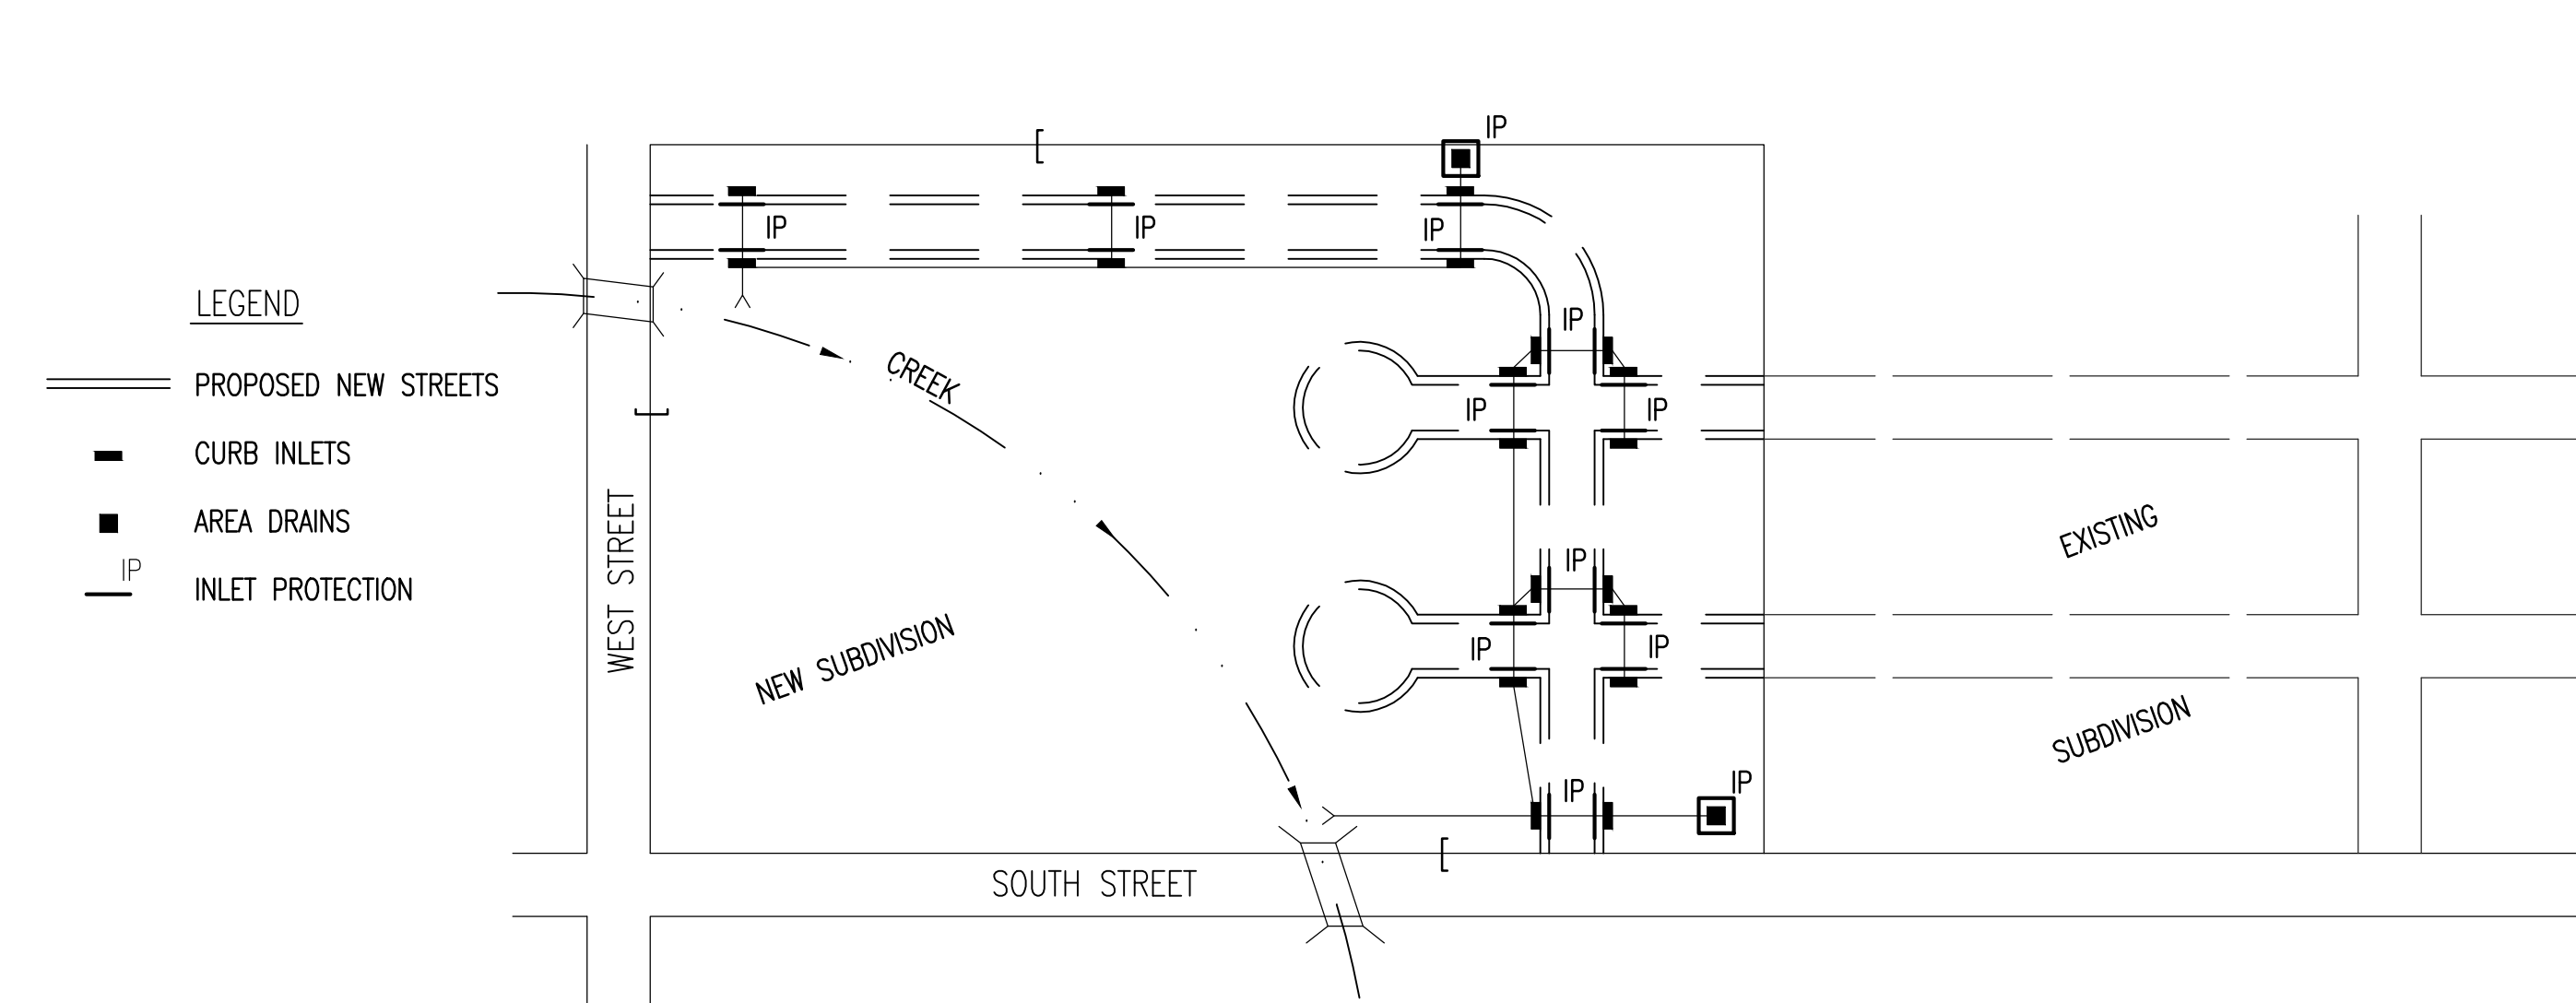 IP
IP
IP
IP
LEGEND
PROPOSED NEW STREETS
CURB INLETS
AREA DRAINS
IP
INLET PROTECTION
WEST STREET
CREEK
NEW SUBDIVISION
IP
IP
IP
IP
IP
IP
IP
IP
SOUTH STREET
EXISTING
SUBDIVISION